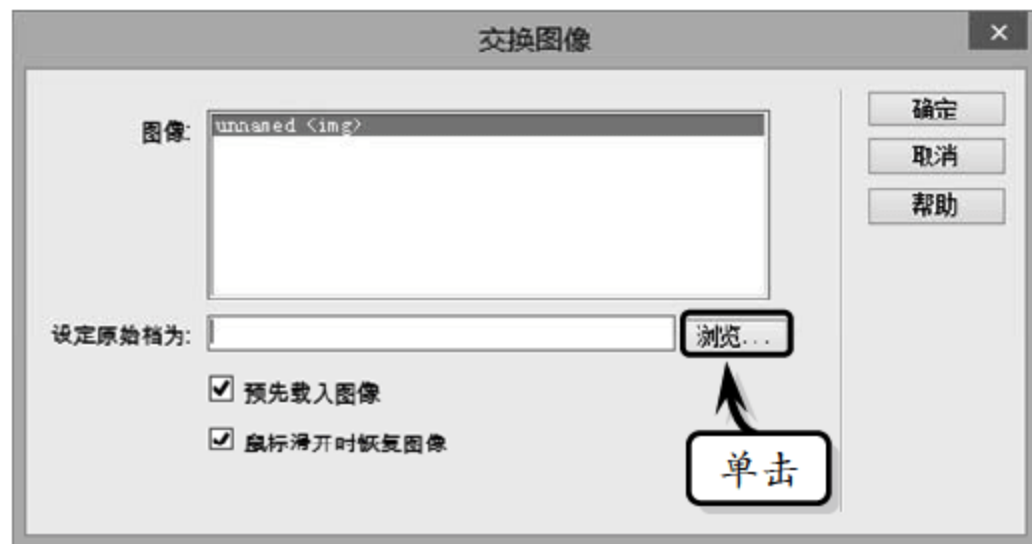 交换图像
图像:
unnamed <img>
确定
取消
帮助
设定原始档为:
浏览...
预先载入图像
鼠标滑开时恢复图像
单击